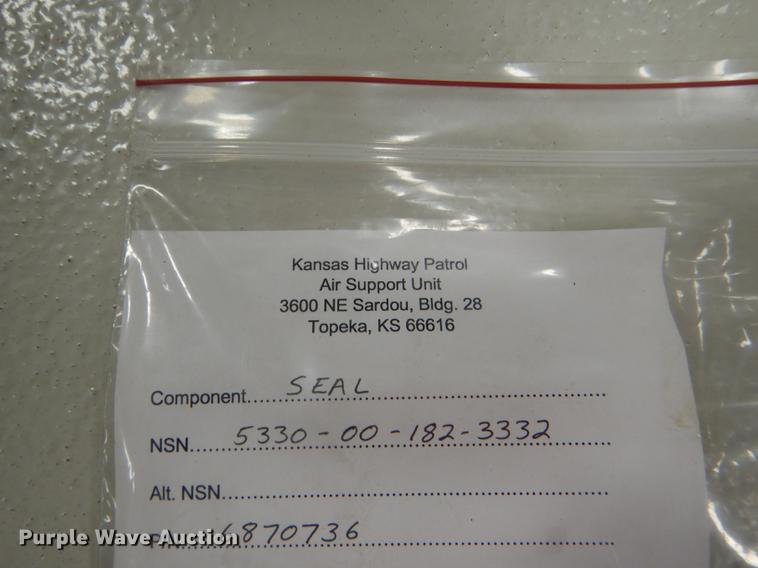 Kansas Highway Patrol
Air Support Unit
3600 NE Sardou, Bldg. 28
Topeka, KS 66616
Component SEAL
NSN 5330-00-182-3332
Alt. NSN
6870736
Purple Wave Auction